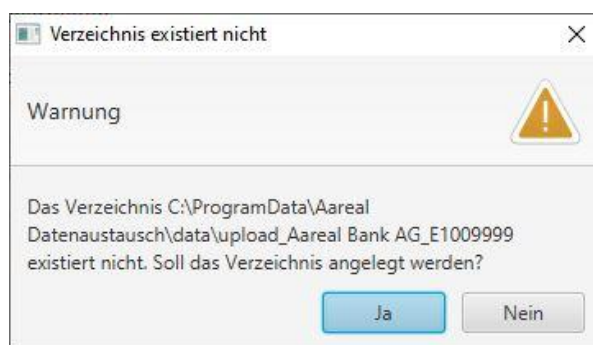 Verzeichnis existiert nicht
Warnung
Das Verzeichnis C:\ProgramData\Aareal
Datenaustausch\data\upload_Aareal Bank AG_E1009999
existiert nicht. Soll das Verzeichnis angelegt werden?
Ja
Nein